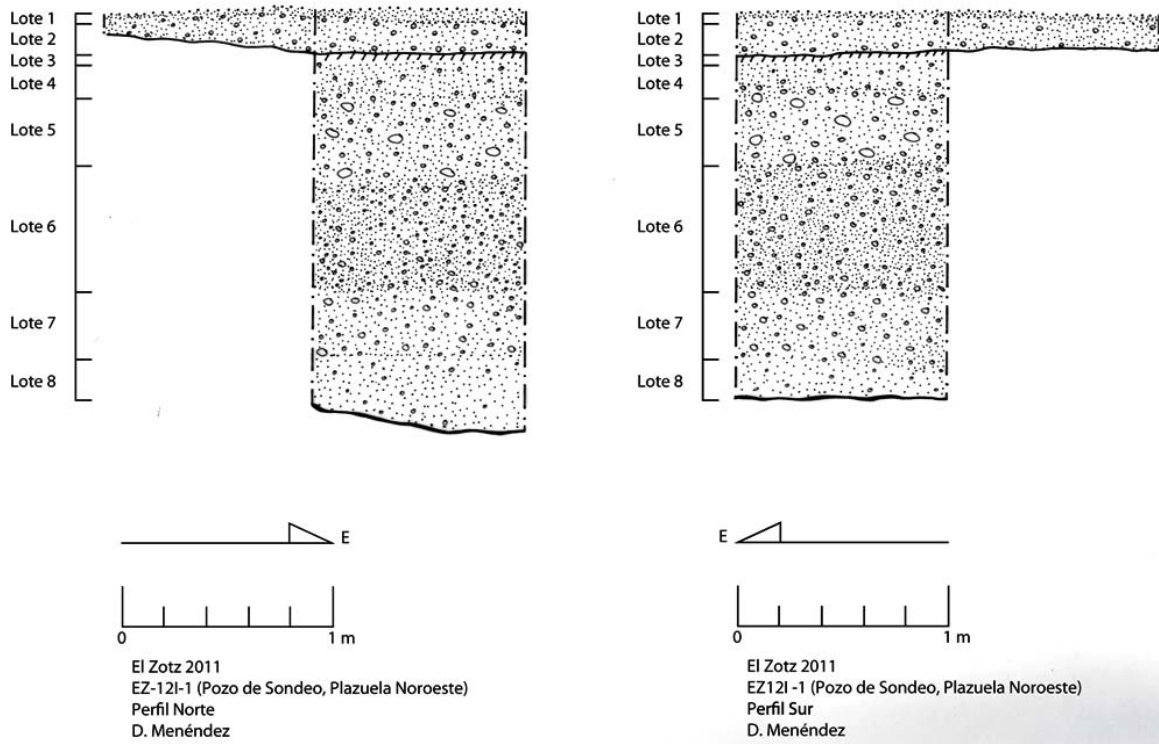 Lote 1
Lote 2
Lote 3
Lote 4
Lote 5
Lote 6
Lote 7
Lote 8
E
0 1 m
El Zotz 2011
EZ-12I-1 (Pozo de Sondeo, Plazuela Noroeste)
Perfil Norte
D. Menéndez
Lote 1
Lote 2
Lote 3
Lote 4
Lote 5
Lote 6
Lote 7
Lote 8
E
0 1 m
El Zotz 2011
EZ12I -1 (Pozo de Sondeo, Plazuela Noroeste)
Perfil Sur
D. Menéndez